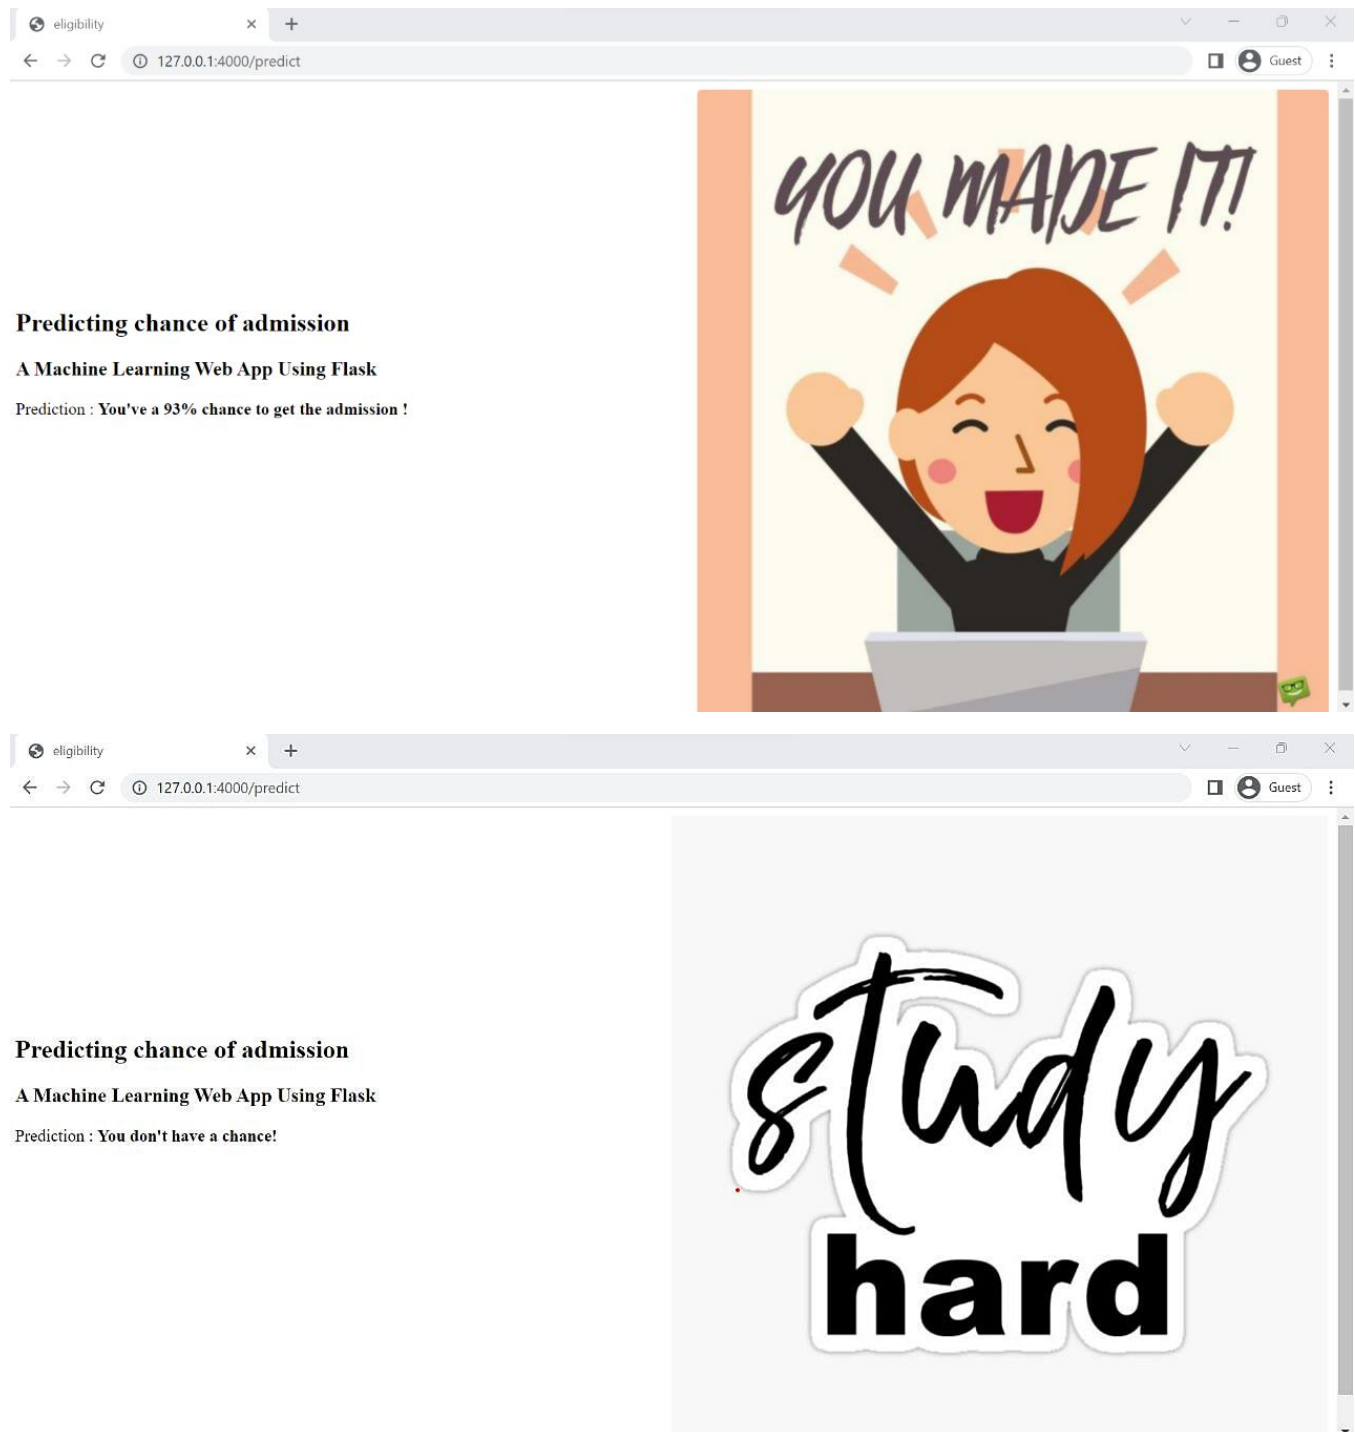 eligibility
127.0.0.1:4000/predict
Guest
YOU MADE IT!
Predicting chance of admission
A Machine Learning Web App Using Flask
Prediction : You've a 93% chance to get the admission !
eligibility
127.0.0.1:4000/predict
Guest
study
hard
Predicting chance of admission
A Machine Learning Web App Using Flask
Prediction : You don't have a chance!